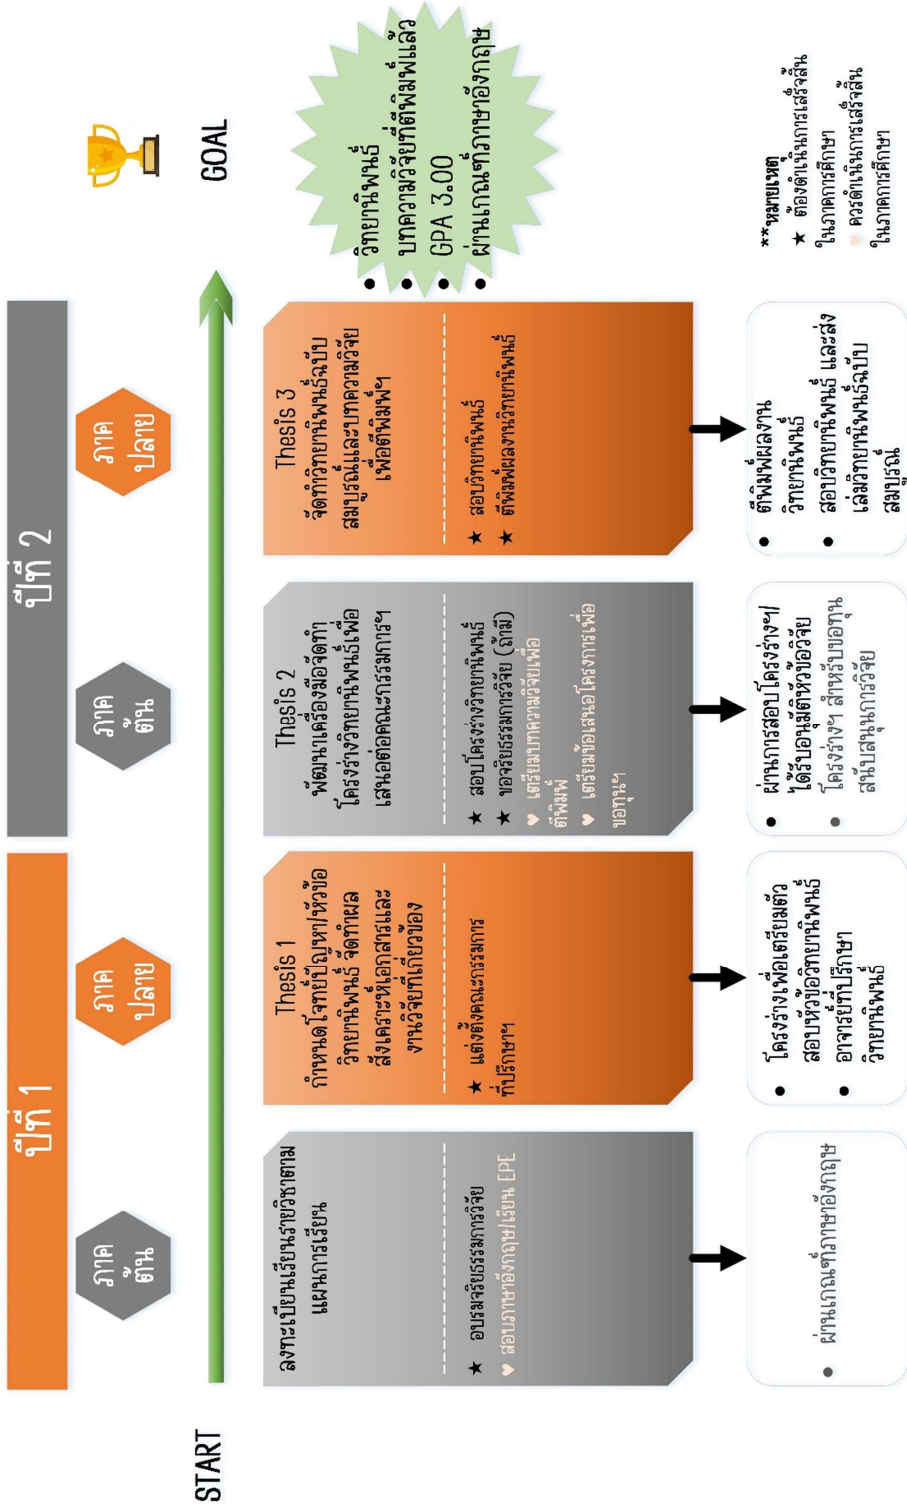 ปีที่ 1
ปีที่ 2
ภาค
ต้น
ภาค
ปลาย
ภาค
ต้น
ภาค
ปลาย
START
GOAL
ลงทะเบียนเรียนรายวิชาตาม
แผนการเรียน
★ อบรมจริยธรรมการวิจัย
♥ สอบภาษาอังกฤษ/เรียน EPE
• ผ่านเกณฑ์ภาษาอังกฤษ
Thesis 1
กำหนดโจทย์ปัญหา/หัวข้อ
วิทยานิพนธ์ จัดทำผล
สังเคราะห์เอกสารและ
งานวิจัยที่เกี่ยวข้อง
★ แต่งตั้งคณะกรรมการ
ที่ปรึกษาฯ
• โครงร่างเพื่อเตรียมตัว
สอบหัวข้อวิทยานิพนธ์
• อาจารย์ที่ปรึกษา
วิทยานิพนธ์
Thesis 2
พัฒนาเครื่องมือจัดทำ
โครงร่างวิทยานิพนธ์เพื่อ
เสนอต่อคณะกรรมการฯ
★ สอบโครงร่างวิทยานิพนธ์
★ ขอจริยธรรมการวิจัย (ถ้ามี)
♥ เตรียมบทความวิจัยเพื่อ
ตีพิมพ์
♥ เตรียมข้อเสนอโครงการเพื่อ
ขอทุนฯ
• ผ่านการสอบโครงร่างฯ/
ได้รับอนุมัติหัวข้อวิจัย
• โครงร่างฯ สำหรับขอทุน
สนับสนุนการวิจัย
Thesis 3
จัดทำวิทยานิพนธ์ฉบับ
สมบูรณ์และบทความวิจัย
เพื่อตีพิมพ์ฯ
★ สอบวิทยานิพนธ์
★ ตีพิมพ์ผลงานวิทยานิพนธ์
• ตีพิมพ์ผลงาน
วิทยานิพนธ์
• สอบวิทยานิพนธ์ และส่ง
เล่มวิทยานิพนธ์ฉบับ
สมบูรณ์
• วิทยานิพนธ์
• บทความวิจัยที่ตีพิมพ์แล้ว
• GPA 3.00
• ผ่านเกณฑ์ภาษาอังกฤษ
**หมายเหตุ
★ ต้องดำเนินการเสร็จสิ้น
ในภาคการศึกษา
♥ ควรดำเนินการเสร็จสิ้น
ในภาคการศึกษา